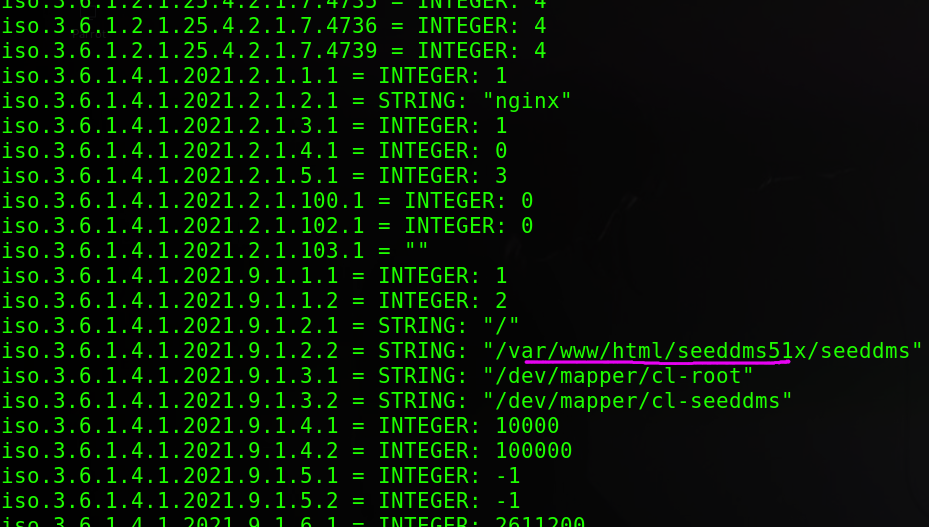 iso.3.6.1.2.1.25.4.2.1.7.4735 = INTEGER: 4
iso.3.6.1.2.1.25.4.2.1.7.4736 = INTEGER: 4
iso.3.6.1.2.1.25.4.2.1.7.4739 = INTEGER: 4
iso.3.6.1.4.1.2021.2.1.1.1 = INTEGER: 1
iso.3.6.1.4.1.2021.2.1.2.1 = STRING: "nginx"
iso.3.6.1.4.1.2021.2.1.3.1 = INTEGER: 1
iso.3.6.1.4.1.2021.2.1.4.1 = INTEGER: 0
iso.3.6.1.4.1.2021.2.1.5.1 = INTEGER: 3
iso.3.6.1.4.1.2021.2.1.100.1 = INTEGER: 0
iso.3.6.1.4.1.2021.2.1.102.1 = INTEGER: 0
iso.3.6.1.4.1.2021.2.1.103.1 = ""
iso.3.6.1.4.1.2021.9.1.1.1 = INTEGER: 1
iso.3.6.1.4.1.2021.9.1.1.2 = INTEGER: 2
iso.3.6.1.4.1.2021.9.1.2.1 = STRING: "/"
iso.3.6.1.4.1.2021.9.1.2.2 = STRING: "/var/www/html/seeddms51x/seeddms"
iso.3.6.1.4.1.2021.9.1.3.1 = STRING: "/dev/mapper/cl-root"
iso.3.6.1.4.1.2021.9.1.3.2 = STRING: "/dev/mapper/cl-seeddms"
iso.3.6.1.4.1.2021.9.1.4.1 = INTEGER: 10000
iso.3.6.1.4.1.2021.9.1.4.2 = INTEGER: 100000
iso.3.6.1.4.1.2021.9.1.5.1 = INTEGER: -1
iso.3.6.1.4.1.2021.9.1.5.2 = INTEGER: -1
iso.3.6.1.4.1.2021.9.1.6.1 = INTEGER: 2611200